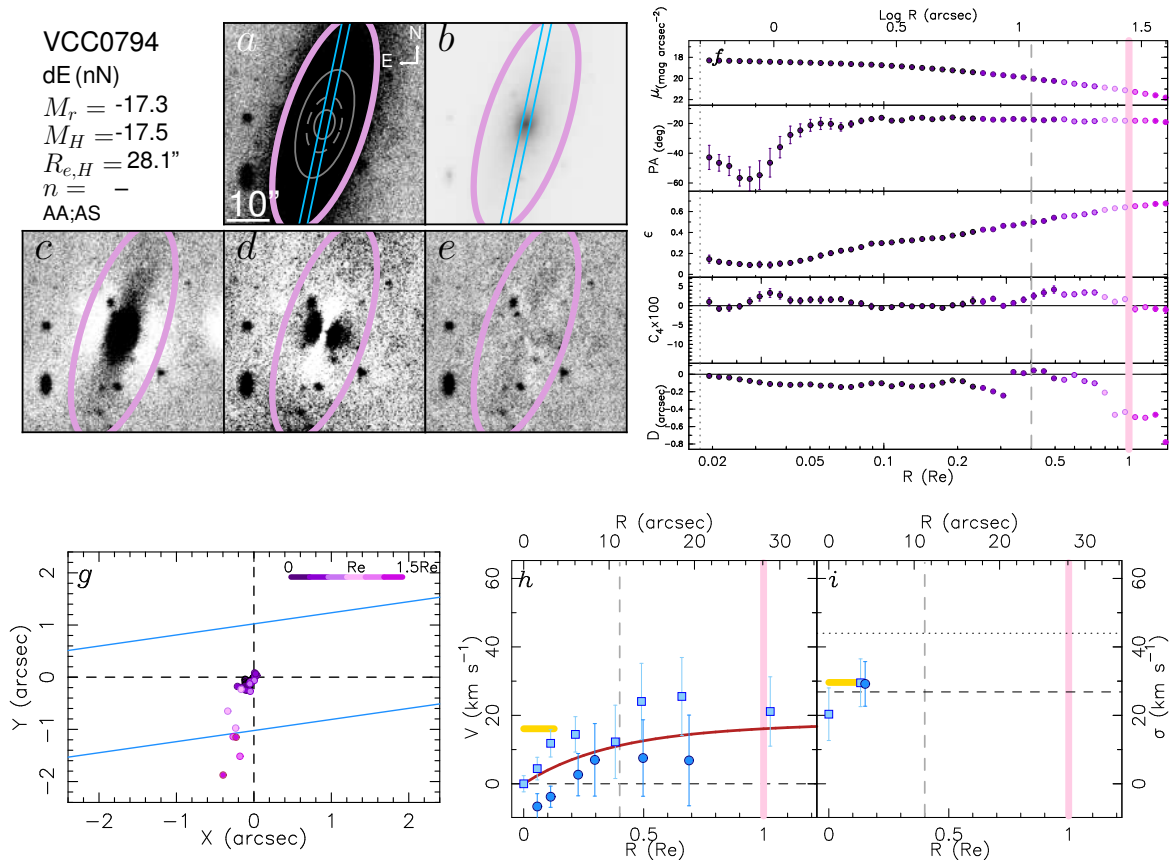 VCC0794
dE (nN)
M_r = -17.3
M_H = -17.5
R_{e,H} = 28.1"
n = –
AA;AS
a
N
E
10"
b
c
d
e
Log R (arcsec)
0 0.5 1 1.5
f
μ(mag arcsec⁻²)
18
20
22
PA (deg)
-20
-40
-60
ϵ
0.6
0.4
0.2
0
C₄x100
5
0
-5
-10
D (arcsec)
0
-0.2
-0.4
-0.6
-0.8
0.02 0.05 0.1 0.2 0.5 1
R (Re)
g
0 Re 1.5Re
Y (arcsec)
2
1
0
-1
-2
-2 -1 0 1 2
X (arcsec)
R (arcsec)
0 10 20 30
h
V (km s⁻¹)
60
40
20
0
0 0.5 1
R (Re)
R (arcsec)
0 10 20 30
i
σ (km s⁻¹)
60
40
20
0
0 0.5 1
R (Re)